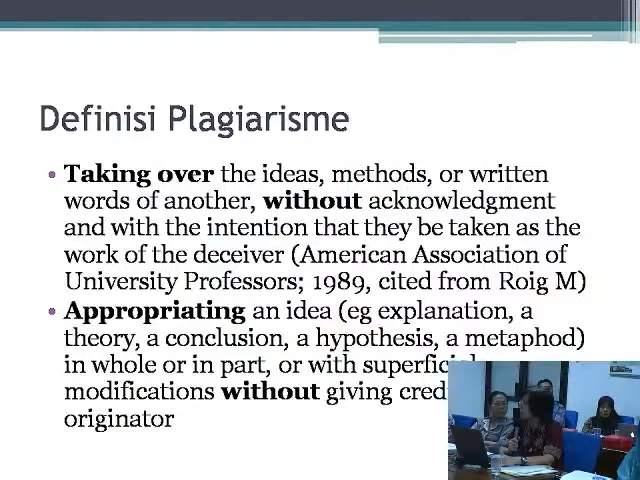 Definisi Plagiarisme
• Taking over the ideas, methods, or written
words of another, without acknowledgment
and with the intention that they be taken as the
work of the deceiver (American Association of
University Professors; 1989, cited from Roig M)
• Appropriating an idea (eg explanation, a
theory, a conclusion, a hypothesis, a metaphod)
in whole or in part, or with superficial
modifications without giving
originator